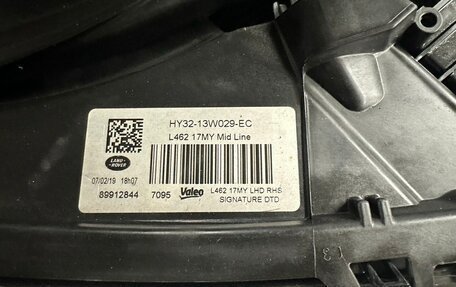 HY32-13W029-EC
L462 17MY Mid Line
LAND-
ROVER
07/02/19 16h07
89912844 7095 Valeo L462 17MY LHD RHS
SIGNATURE DTD